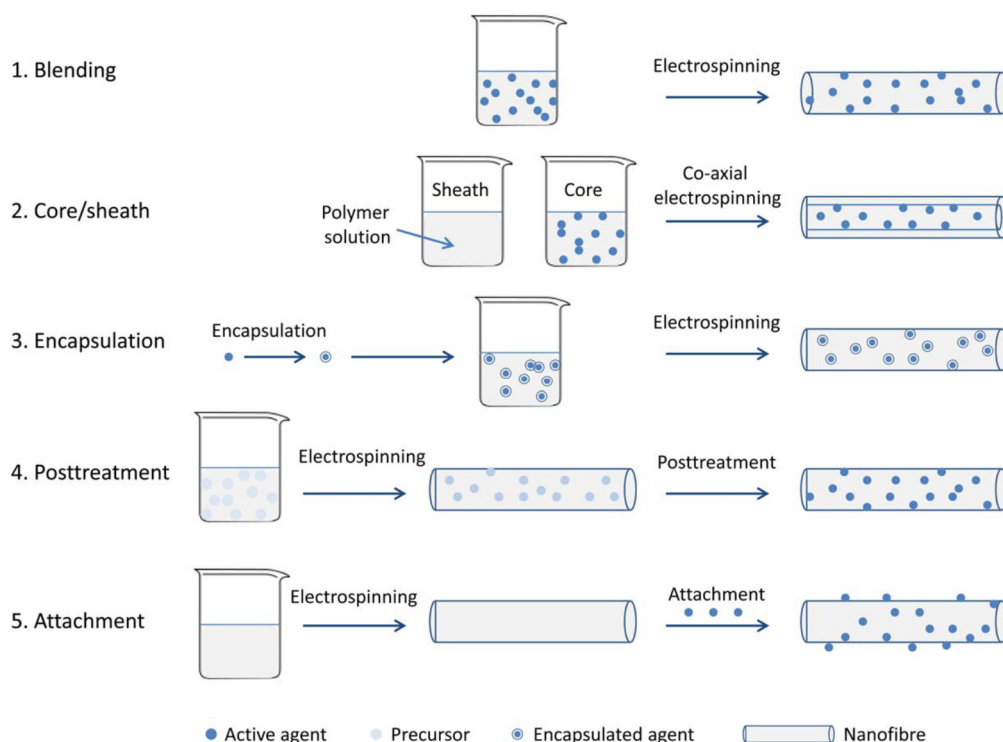 1. Blending
Electrospinning
2. Core/sheath
Sheath
Core
Polymer
solution
Co-axial
electrospinning
3. Encapsulation
Encapsulation
Electrospinning
4. Posttreatment
Electrospinning
Posttreatment
5. Attachment
Electrospinning
Attachment
Active agent
Precursor
Encapsulated agent
Nanofibre